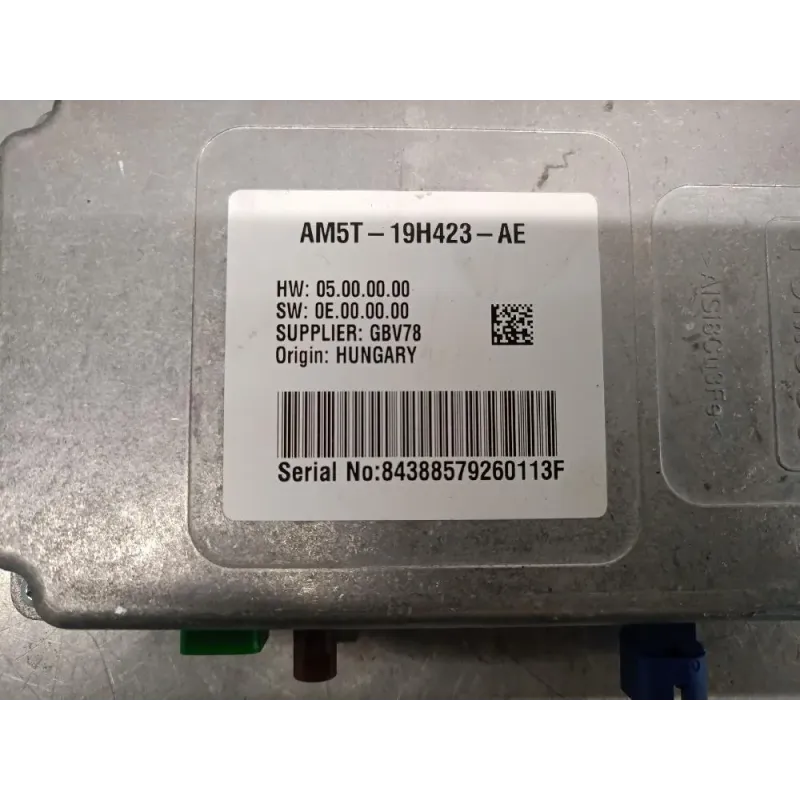 AM5T-19H423-AE
HW: 05.00.00.00
SW: 0E.00.00.00
SUPPLIER: GBV78
Origin: HUNGARY
Serial No:84388579260113F
>AlSi8Cu3Fe<